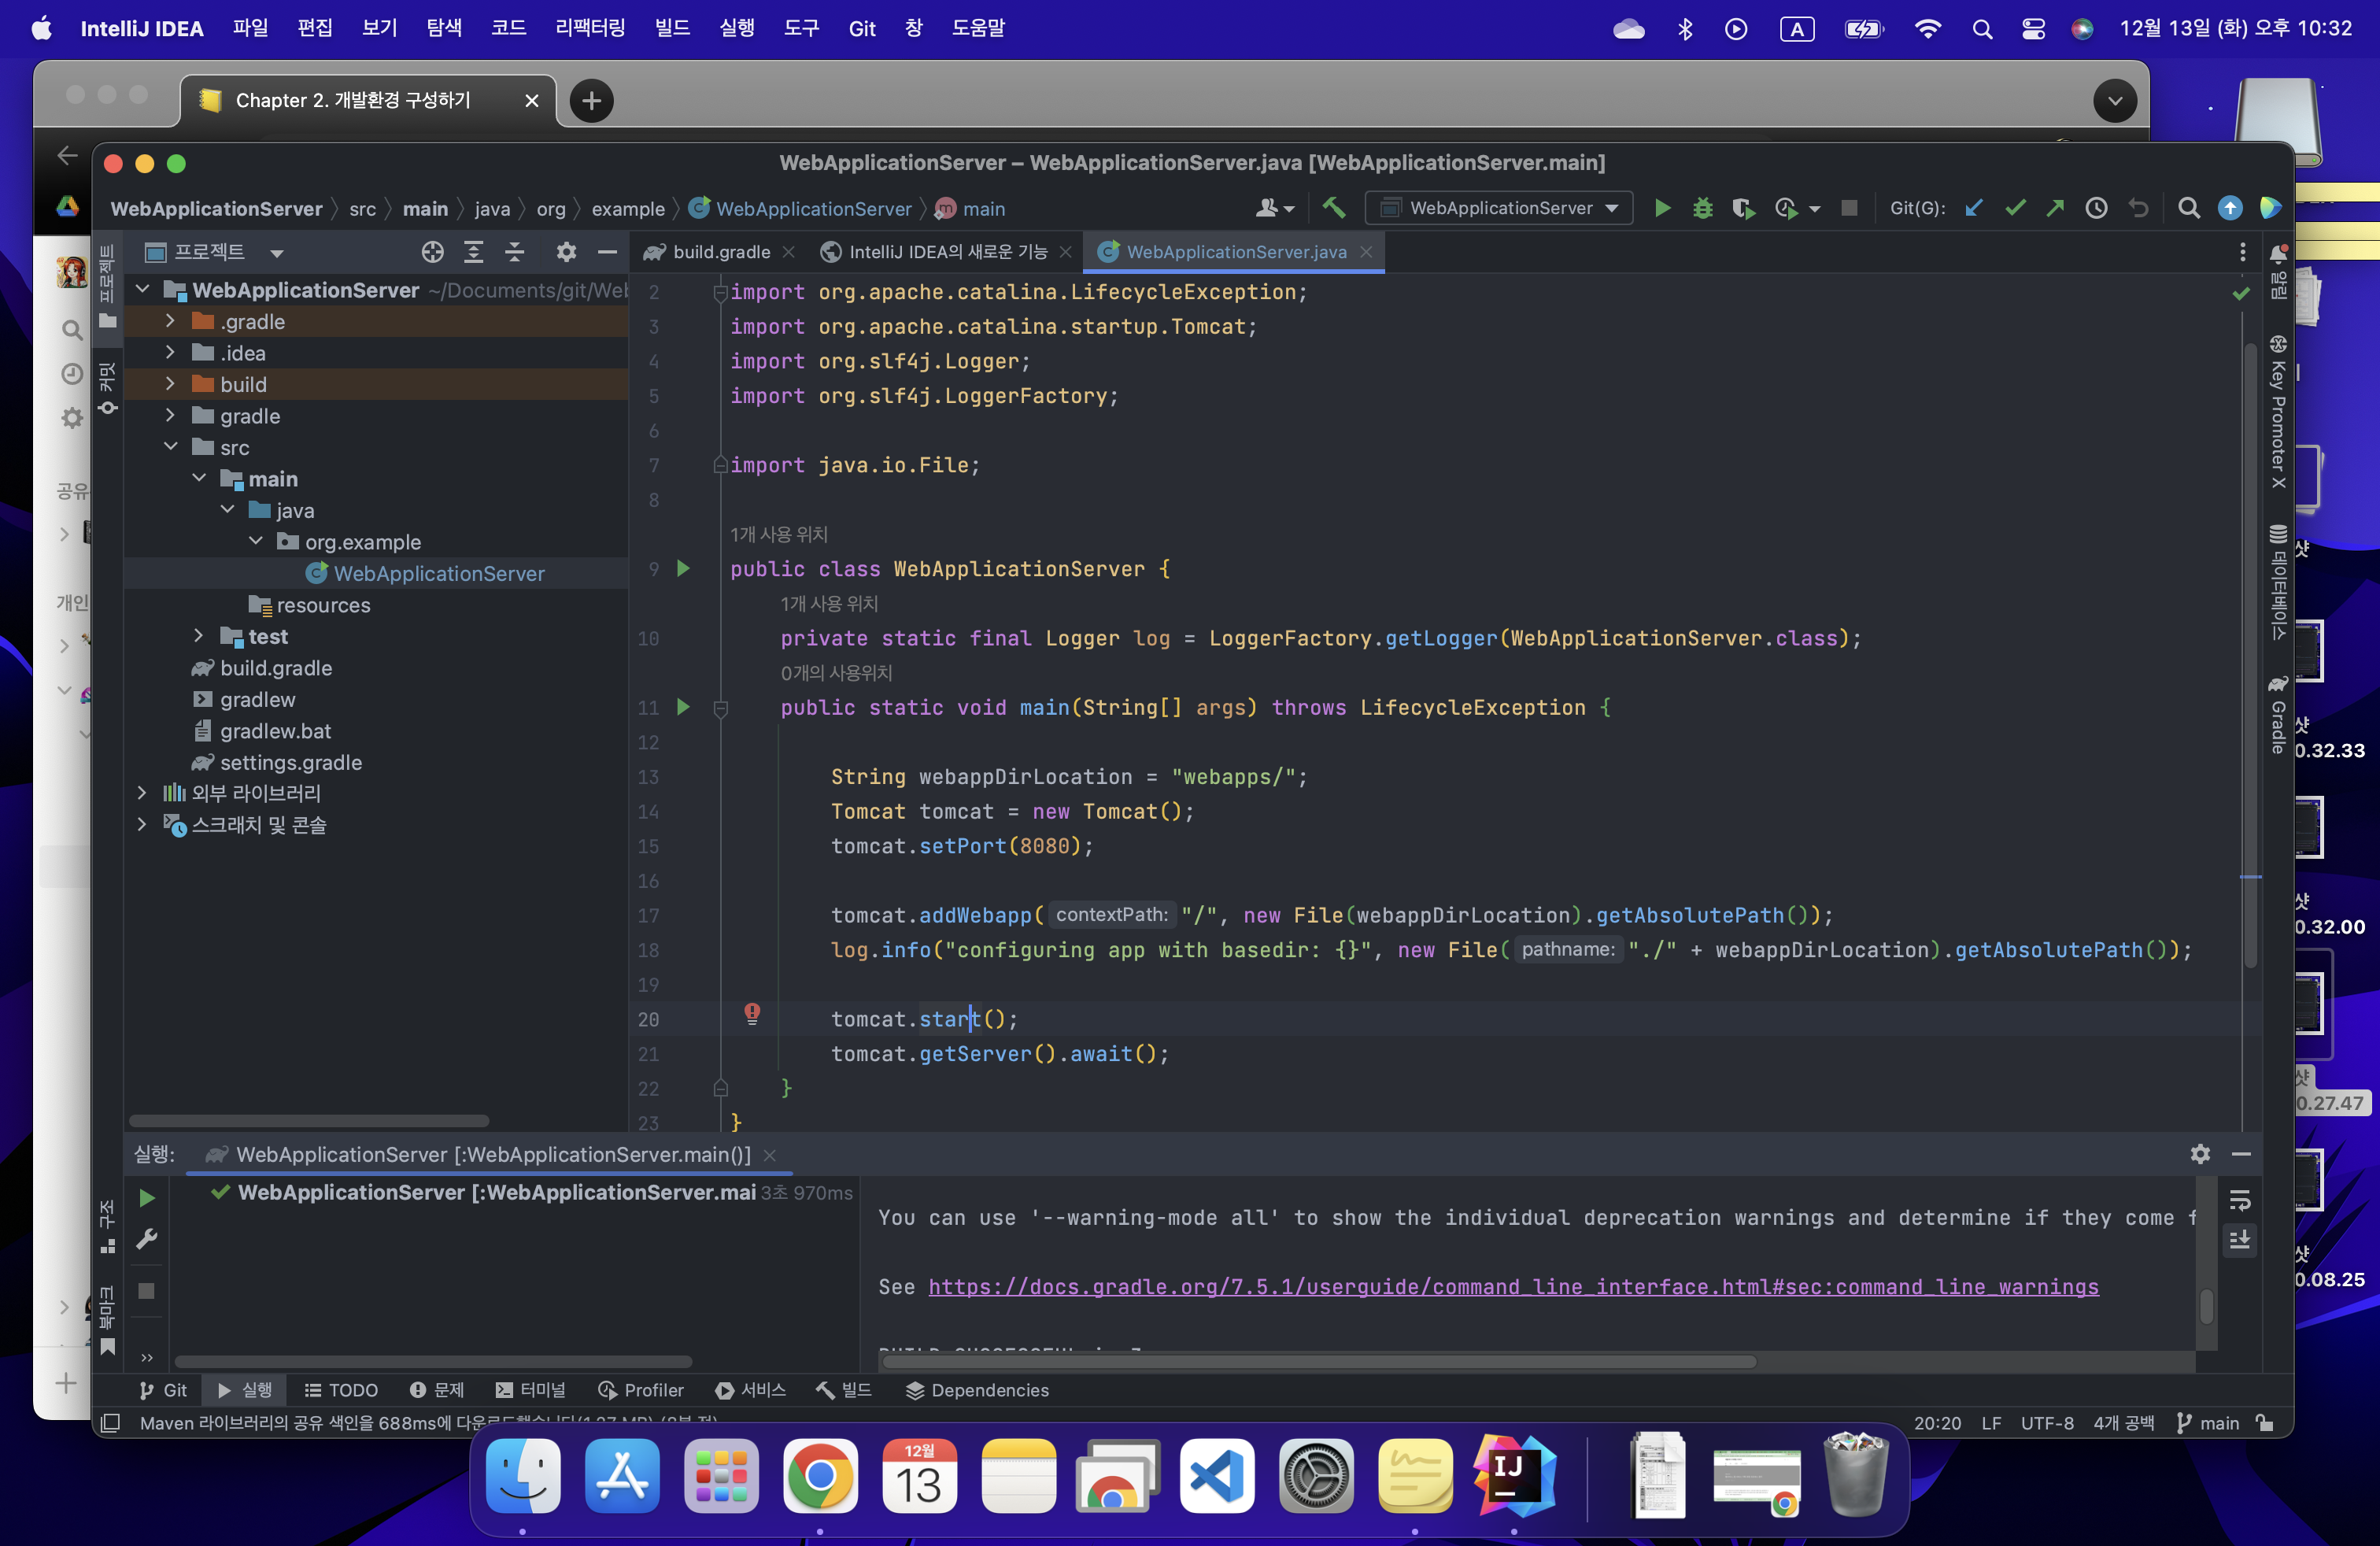 IntelliJ IDEA 파일 편집 보기 탐색 코드 리팩터링 빌드 실행 도구 Git 창 도움말 A 12월 13일 (화) 오후 10:32
Chapter 2. 개발환경 구성하기
WebApplicationServer – WebApplicationServer.java [WebApplicationServer.main]
WebApplicationServer src main java org example WebApplicationServer main WebApplicationServer Git(G):
프로젝트
build.gradle IntelliJ IDEA의 새로운 기능 WebApplicationServer.java
프로젝트
커밋
WebApplicationServer ~/Documents/git/We
.gradle
.idea
build
gradle
src
main
java
org.example
WebApplicationServer
resources
test
build.gradle
gradlew
gradlew.bat
settings.gradle
외부 라이브러리
스크래치 및 콘솔
공유
개인
2 import org.apache.catalina.LifecycleException;
3 import org.apache.catalina.startup.Tomcat;
4 import org.slf4j.Logger;
5 import org.slf4j.LoggerFactory;
6
7 import java.io.File;
8
1개 사용 위치
9 public class WebApplicationServer {
1개 사용 위치
10 private static final Logger log = LoggerFactory.getLogger(WebApplicationServer.class);
0개의 사용위치
11 public static void main(String[] args) throws LifecycleException {
12
13 String webappDirLocation = "webapps/";
14 Tomcat tomcat = new Tomcat();
15 tomcat.setPort(8080);
16
17 tomcat.addWebapp( contextPath: "/", new File(webappDirLocation).getAbsolutePath());
18 log.info("configuring app with basedir: {}", new File( pathname: "./" + webappDirLocation).getAbsolutePath());
19
20 tomcat.start();
21 tomcat.getServer().await();
22 }
23 }
알림
Key Promoter X
데이터베이스
Gradle
샷
샷
0.32.33
샷
0.32.00
샷
0.27.47
샷
0.08.25
실행: WebApplicationServer [:WebApplicationServer.main()]
WebApplicationServer [:WebApplicationServer.mai 3초 970ms
You can use '--warning-mode all' to show the individual deprecation warnings and determine if they come f
See https://docs.gradle.org/7.5.1/userguide/command_line_interface.html#sec:command_line_warnings
구조
북마크
Git 실행 TODO 문제 터미널 Profiler 서비스 빌드 Dependencies
Maven 라이브러리의 공유 색인을 688ms에 다운로드했습니다 20:20 LF UTF-8 4개 공백 main
12월
13
IJ